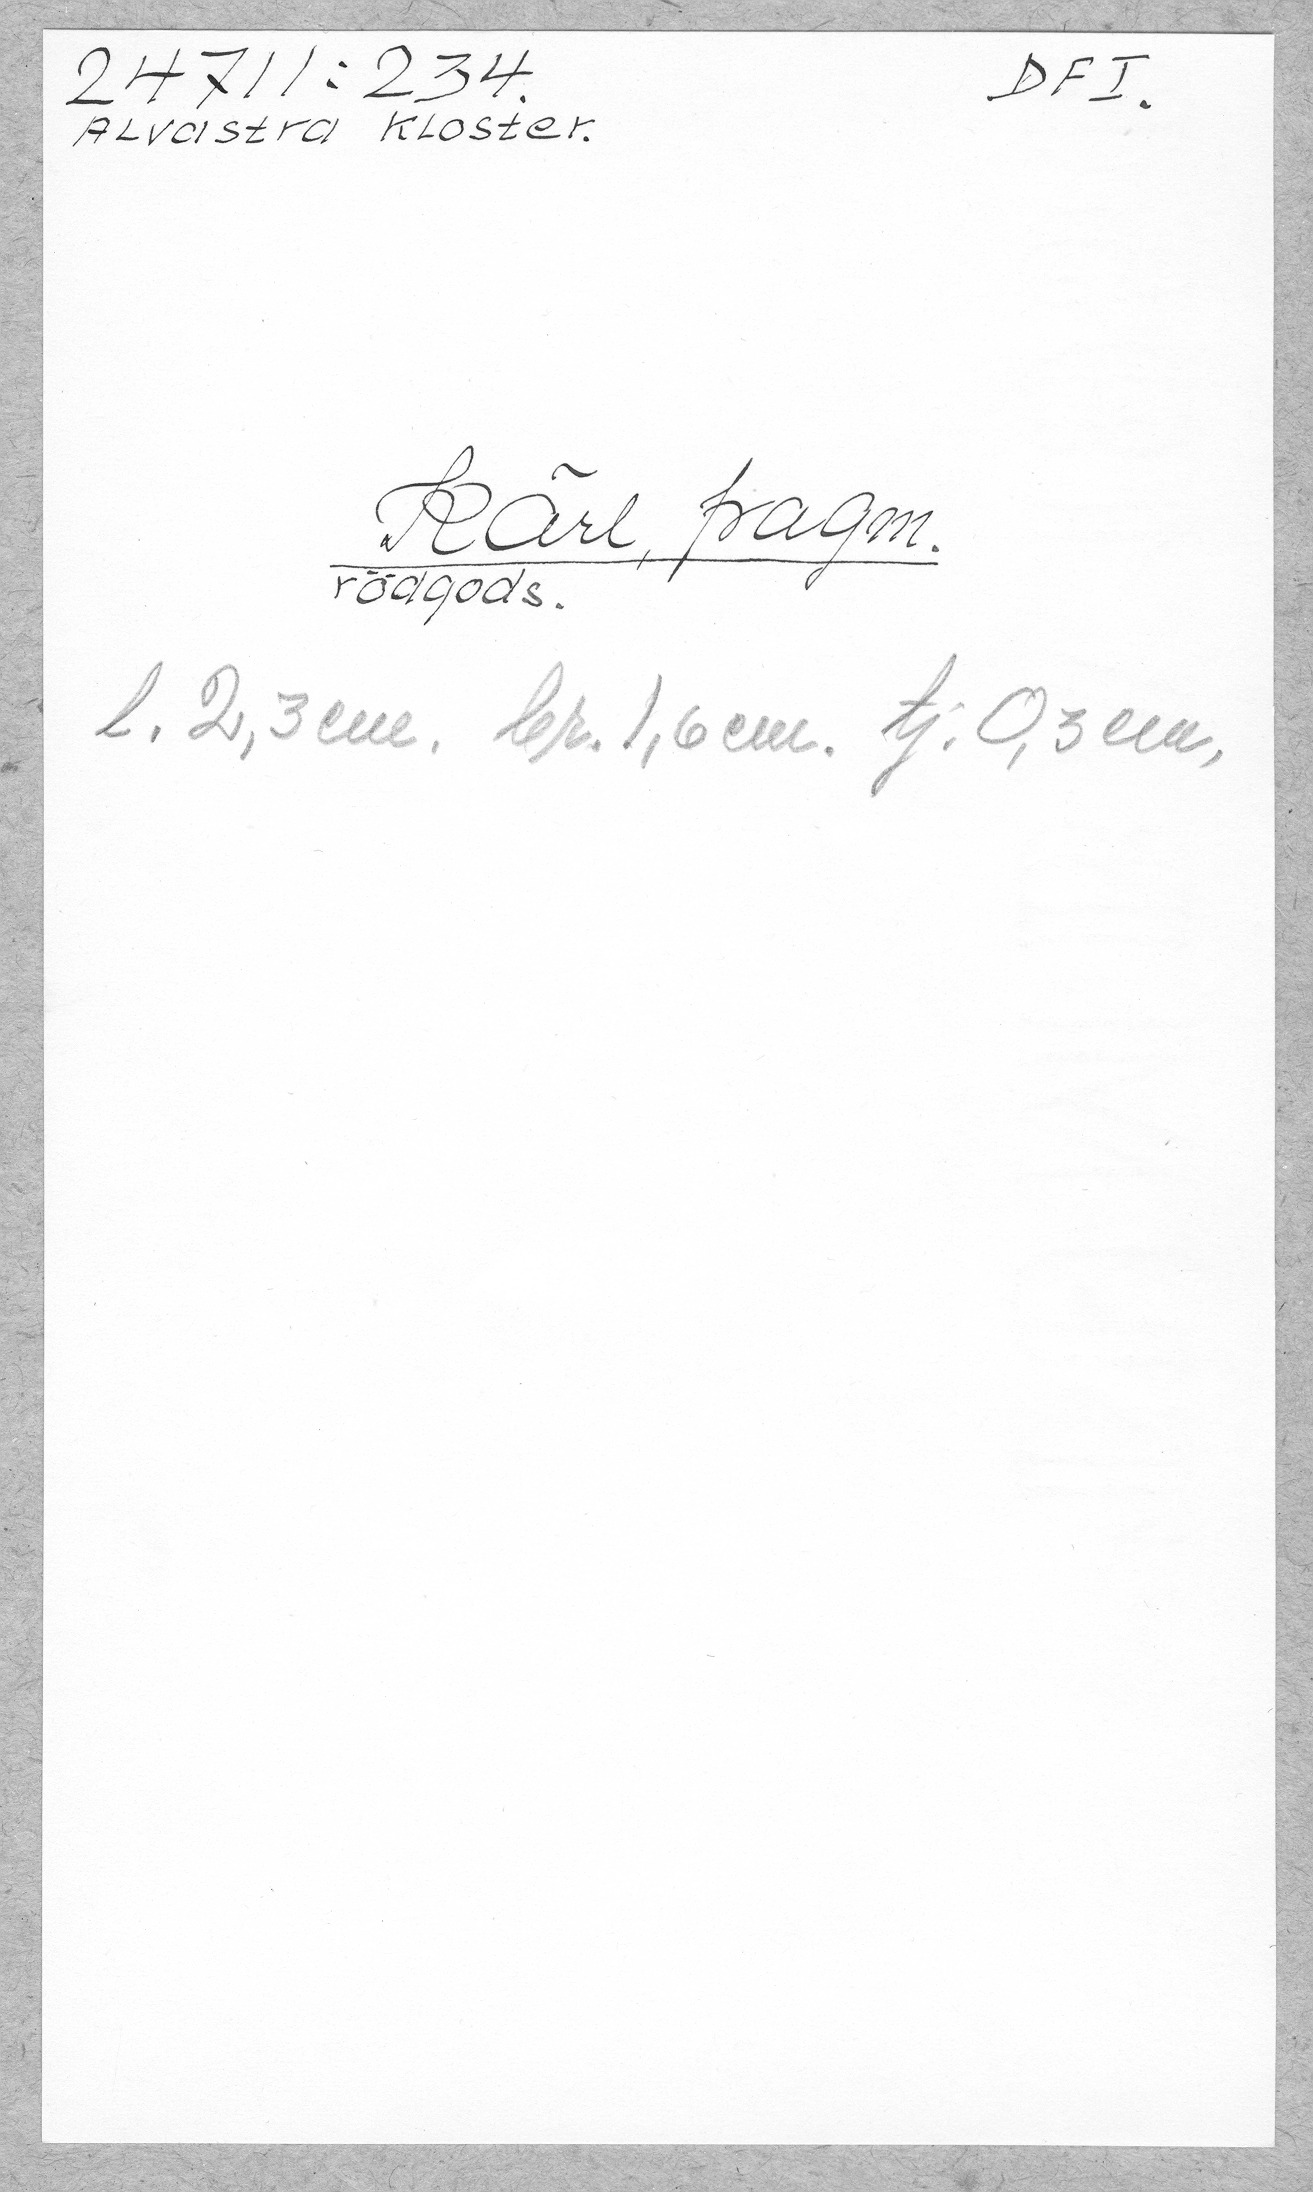 24711:234. DFI.
Alvastra Kloster.
Kärl, fragm.
rödgods.
l. 2,3 cm. br. 1,6 cm. tj. 0,3 cm.